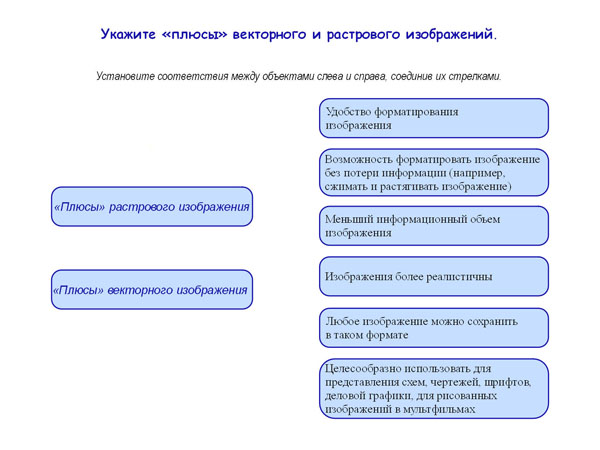 Укажите «плюсы» векторного и растрового изображений.
Установите соответствия между объектами слева и справа, соединив их стрелками.
«Плюсы» растрового изображения
«Плюсы» векторного изображения
Удобство форматирования
изображения
Возможность форматировать изображение
без потери информации (например,
сжимать и растягивать изображение)
Меньший информационный объем
изображения
Изображения более реалистичны
Любое изображение можно сохранить
в таком формате
Целесообразно использовать для
представления схем, чертежей, шрифтов,
деловой графики, для рисованных
изображений в мультфильмах